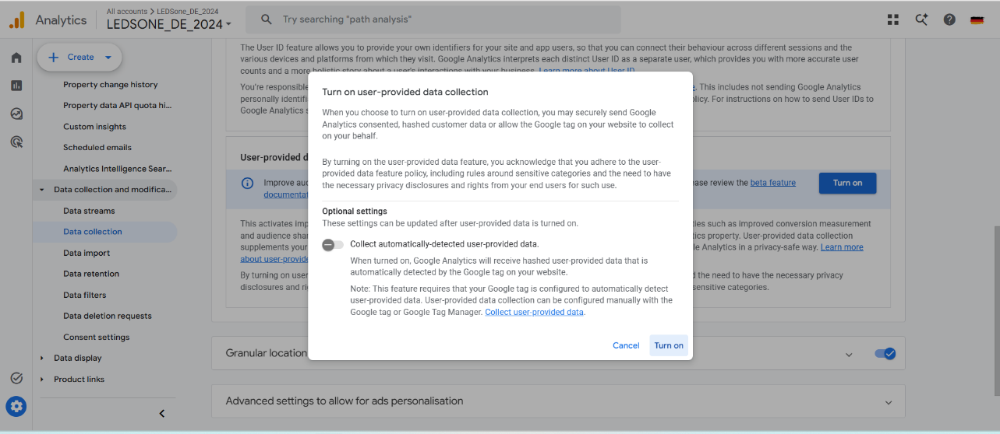 All accounts > LEDSone_DE_2024
Analytics
LEDSONE_DE_2024
Try searching "path analysis"
Create
Property change history
Property data API quota hi...
Custom insights
Scheduled emails
Analytics Intelligence Sear...
Data collection and modifica...
Data streams
Data collection
Data import
Data retention
Data filters
Data deletion requests
Consent settings
Data display
Product links
The User ID feature allows you to provide your own identifiers for your site and app users, so that you can connect their behaviour across different sessions and the
various devices and platforms from which they visit. Google Analytics interprets each distinct User ID as a separate user, which provides you with more accurate user
counts and a more holistic story about a user's interactions with your business. Learn more about User ID
You're responsib
. This includes not sending Google Analytics
personally identifi
olicy. For instructions on how to send User IDs to
Google Analytics s
User-provided d
Improve auc
ase review the beta feature
documentat
Turn on
This activates imp
ties such as improved conversion measurement
and audience shar
tics property. User-provided data collection
supplements your
le Analytics in a privacy-safe way. Learn more
about user-provide
By turning on user
d the need to have the necessary privacy
disclosures and ri
sensitive categories.
Turn on user-provided data collection
When you choose to turn on user-provided data collection, you may securely send Google
Analytics consented, hashed customer data or allow the Google tag on your website to collect
on your behalf.
By turning on the user-provided data feature, you acknowledge that you adhere to the user-
provided data feature policy, including rules around sensitive categories and the need to have
the necessary privacy disclosures and rights from your end users for such use.
Optional settings
These settings can be updated after user-provided data is turned on.
Collect automatically-detected user-provided data.
When turned on, Google Analytics will receive hashed user-provided data that is
automatically detected by the Google tag on your website.
Note: This feature requires that your Google tag is configured to automatically detect
user-provided data. User-provided data collection can be configured manually with the
Google tag or Google Tag Manager. Collect user-provided data.
Cancel
Turn on
Granular location
Advanced settings to allow for ads personalisation